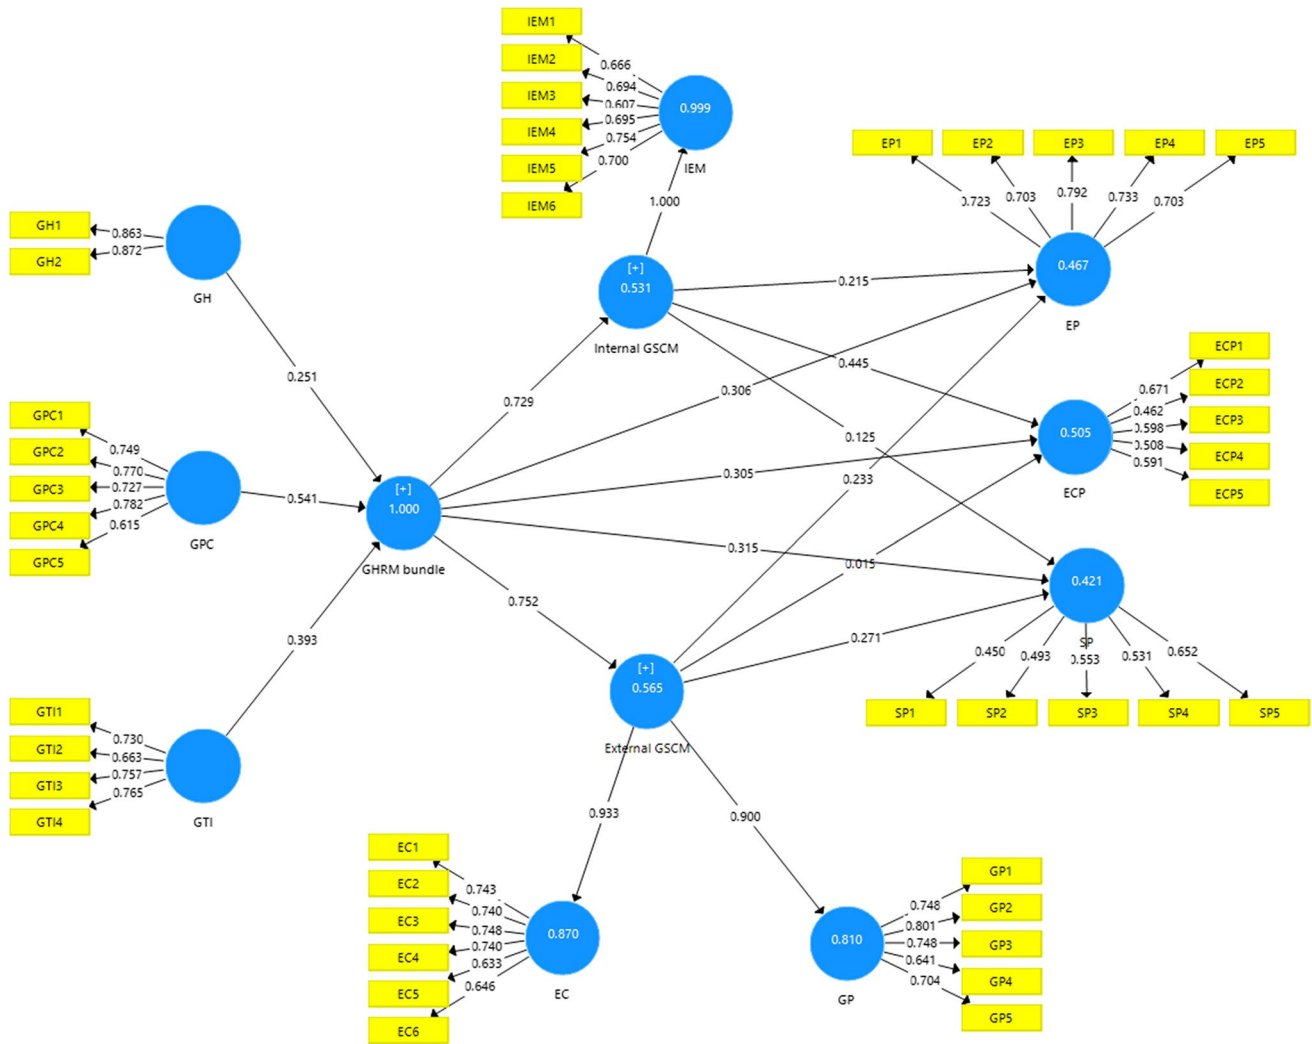 IEM1
IEM2
IEM3
IEM4
IEM5
IEM6
0.666
0.694
0.607
0.695
0.754
0.700
0.999
IEM
1.000
EP1
EP2
EP3
EP4
EP5
0.723
0.703
0.792
0.733
0.703
0.467
EP
GH1
GH2
0.863
0.872
GH
0.251
[+]
0.531
Internal GSCM
0.215
0.445
0.125
0.729
0.306
0.305
0.315
0.233
0.015
0.271
0.752
ECP1
ECP2
ECP3
ECP4
ECP5
0.671
0.462
0.598
0.508
0.591
0.505
ECP
GPC1
GPC2
GPC3
GPC4
GPC5
0.749
0.770
0.727
0.782
0.615
GPC
0.541
[+]
1.000
GHRM bundle
0.421
SP
0.450
0.493
0.553
0.531
0.652
SP1
SP2
SP3
SP4
SP5
0.393
[+]
0.565
External GSCM
GTI1
GTI2
GTI3
GTI4
0.730
0.663
0.757
0.765
GTI
0.933
0.900
EC1
EC2
EC3
EC4
EC5
EC6
0.743
0.740
0.748
0.740
0.633
0.646
0.870
EC
0.810
GP
0.748
0.801
0.748
0.641
0.704
GP1
GP2
GP3
GP4
GP5